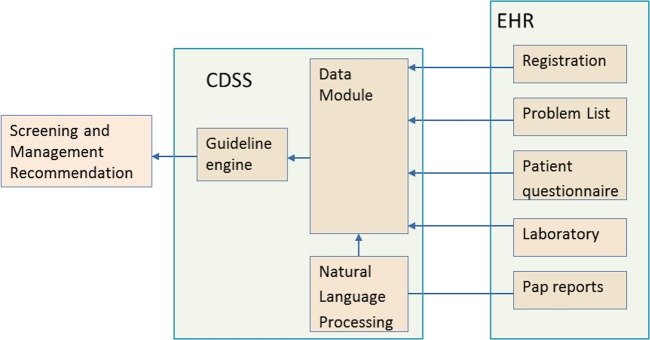 EHR
CDSS
Data
Module
Registration
Problem List
Screening and
Management
Recommendation
Guideline
engine
Patient
questionnaire
Laboratory
Natural
Language
Processing
Pap reports